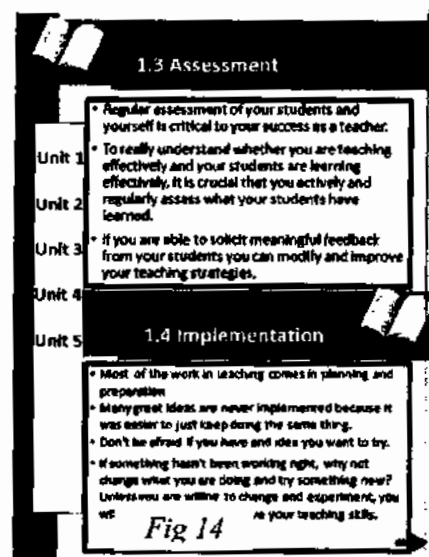 1.3 Assessment
• Regular assessment of your students and
yourself is critical to your success as a teacher.
• To really understand whether you are teaching
effectively and your students are learning
effectively, it is crucial that you actively and
regularly assess what your students have
learned.
• If you are able to solicit meaningful feedback
from your students you can modify and improve
your teaching strategies.
Unit 1
Unit 2
Unit 3
Unit 4
Unit 5
1.4 Implementation
• Most of the work in teaching comes in planning and
preparation
• Many great ideas are never implemented because it
was easier to just keep doing the same thing.
• Don't be afraid if you have and idea you want to try.
• If something hasn't been working right, why not
change what you are doing and try something new?
Unless you are willing to change and experiment, you
your teaching skills.
Fig 14